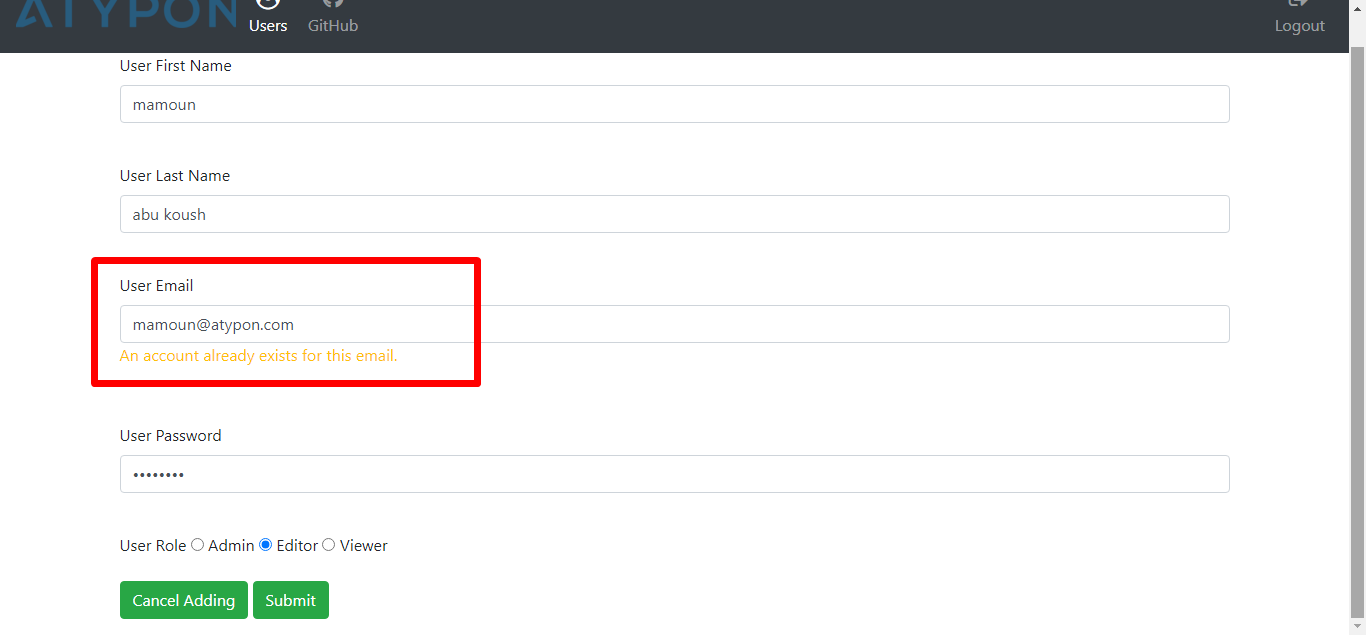 ATYPON
Users GitHub Logout
User First Name
mamoun
User Last Name
abu koush
User Email
mamoun@atypon.com
An account already exists for this email.
User Password
••••••••
User Role Admin Editor Viewer
Cancel Adding Submit